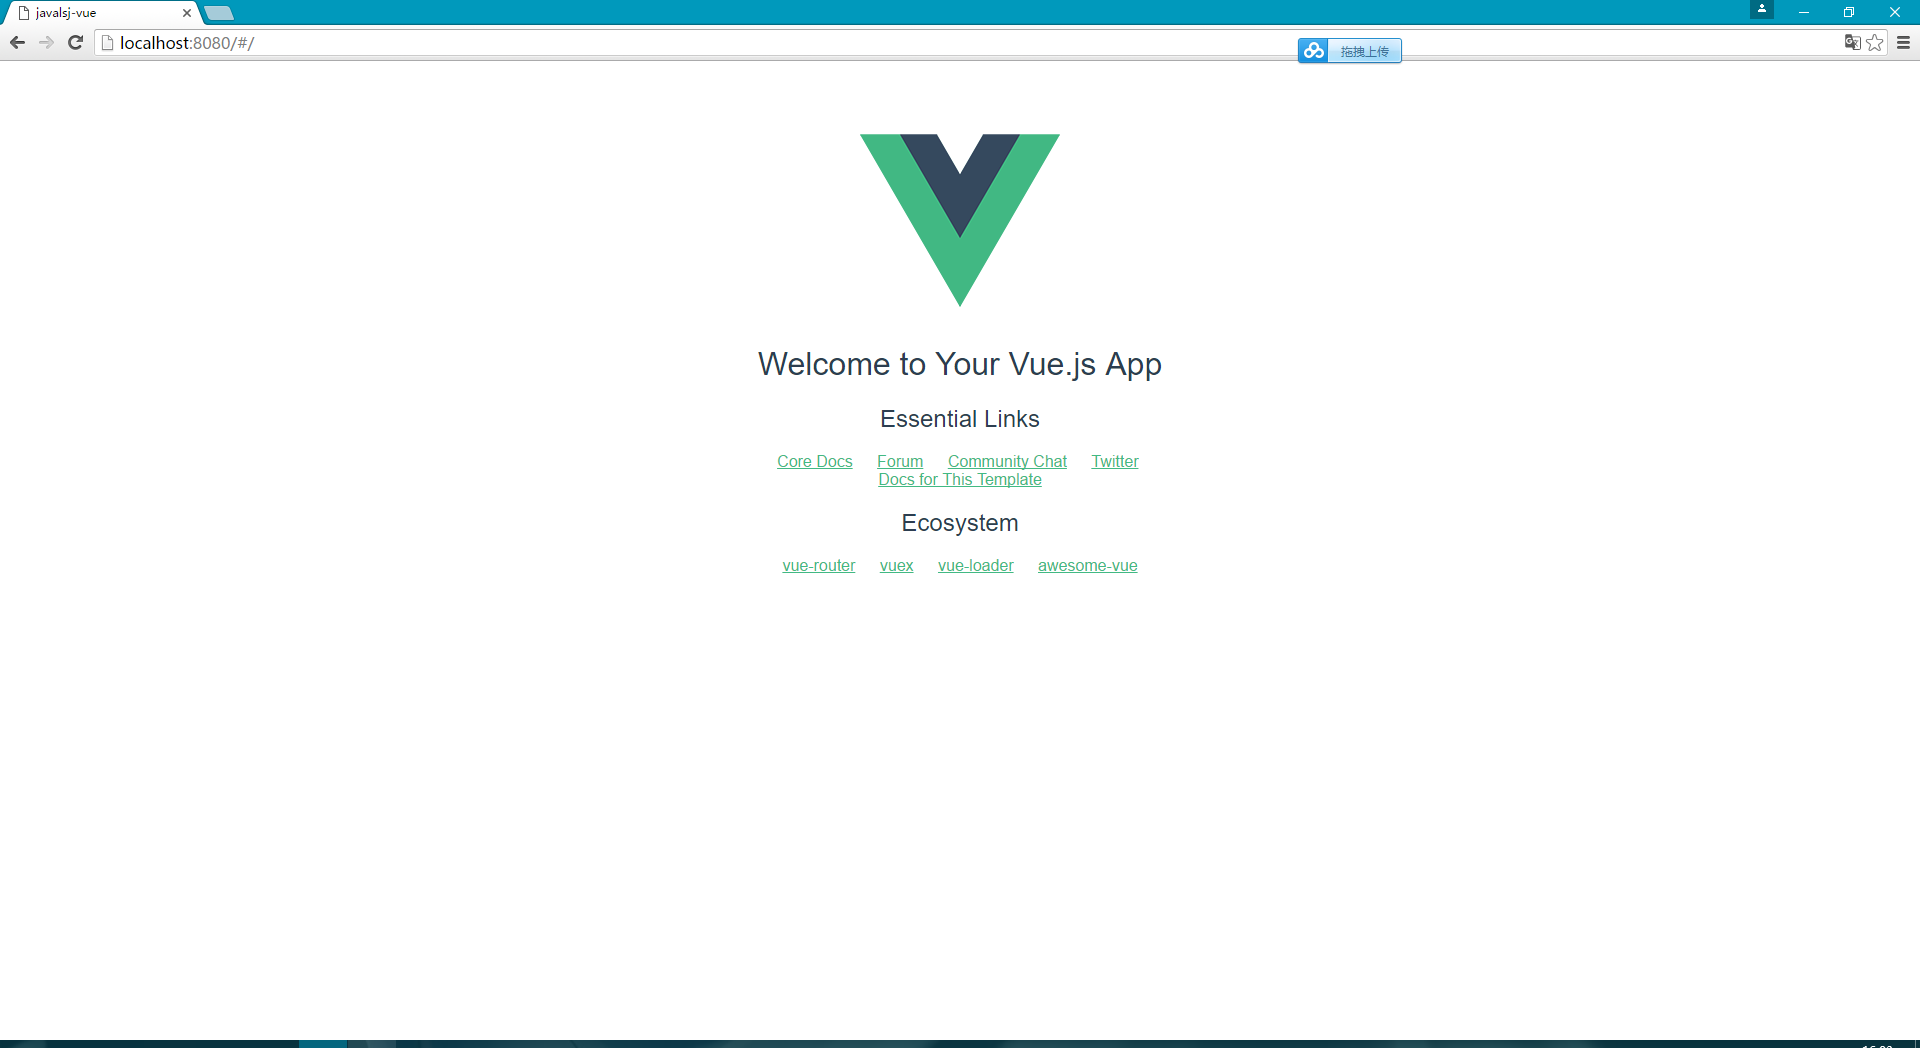 javalsj-vue
localhost:8080/#/
拖拽上传
Welcome to Your Vue.js App
Essential Links
Core Docs Forum Community Chat Twitter
Docs for This Template
Ecosystem
vue-router vuex vue-loader awesome-vue